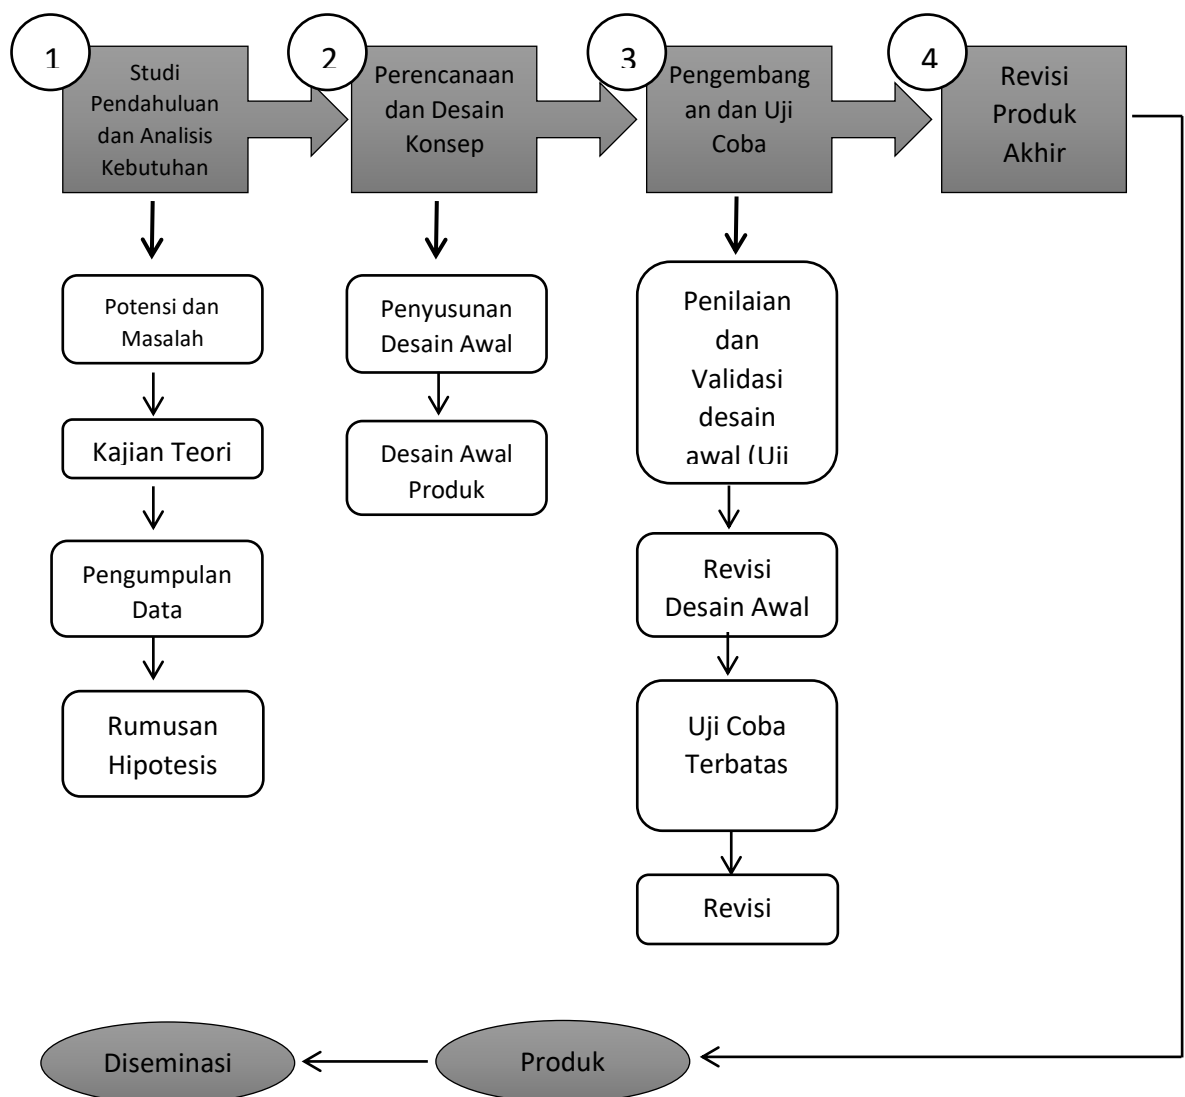 1
Studi
Pendahuluan
dan Analisis
Kebutuhan
2
Perencanaan
dan Desain
Konsep
3
Pengembang
an dan Uji
Coba
4
Revisi
Produk
Akhir
Potensi dan
Masalah
Kajian Teori
Pengumpulan
Data
Rumusan
Hipotesis
Penyusunan
Desain Awal
Desain Awal
Produk
Penilaian
dan
Validasi
desain
awal (Uji
Revisi
Desain Awal
Uji Coba
Terbatas
Revisi
Diseminasi
Produk